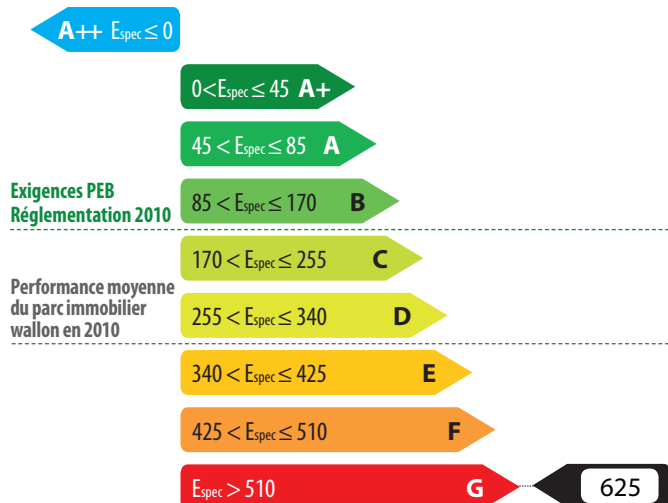 A++ Espec ≤ 0
0 < Espec ≤ 45 A+
45 < Espec ≤ 85 A
Exigences PEB
Réglementation 2010
85 < Espec ≤ 170 B
170 < Espec ≤ 255 C
Performance moyenne
du parc immobilier
wallon en 2010
255 < Espec ≤ 340 D
340 < Espec ≤ 425 E
425 < Espec ≤ 510 F
Espec > 510 G 625